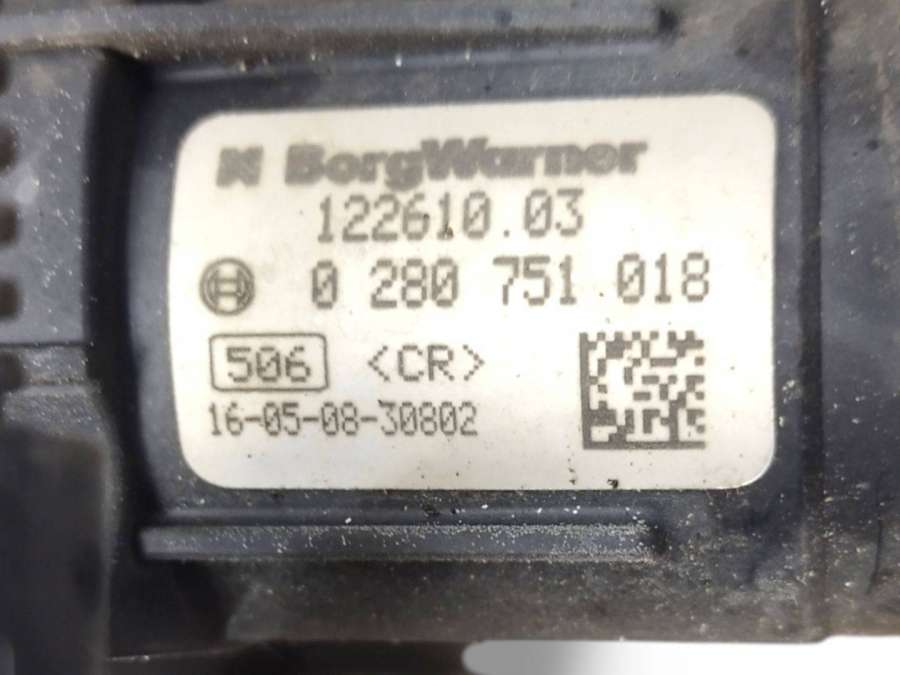 BorgWarner
122610.03
0 280 751 018
506 <CR>
16-05-08-30802